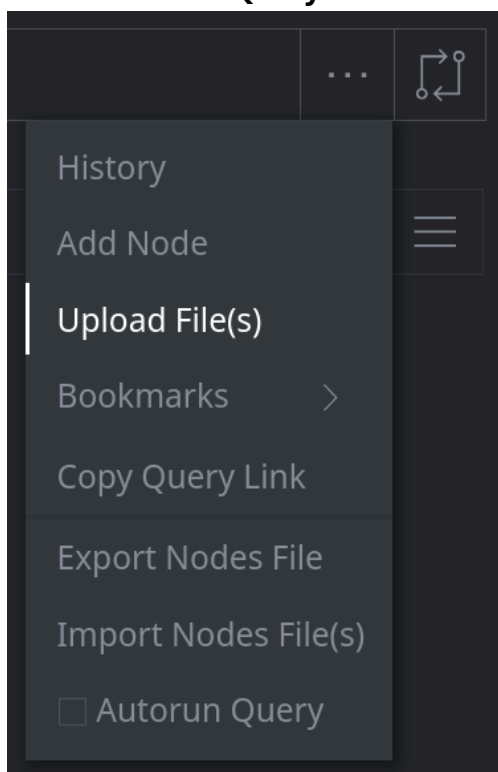 ...
History
Add Node
Upload File(s)
Bookmarks
Copy Query Link
Export Nodes File
Import Nodes File(s)
Autorun Query